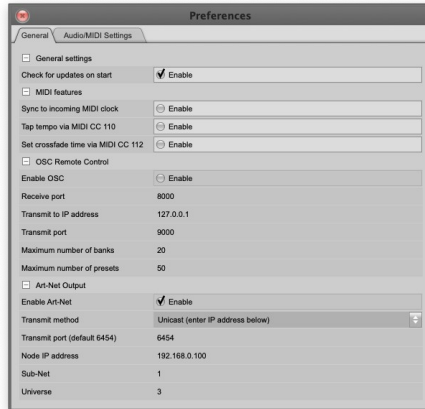 Preferences
General Audio/MIDI Settings
General settings
Check for updates on start Enable
MIDI features
Sync to incoming MIDI clock Enable
Tap tempo via MIDI CC 110 Enable
Set crossfade time via MIDI CC 112 Enable
OSC Remote Control
Enable OSC Enable
Receive port 8000
Transmit to IP address 127.0.0.1
Transmit port 9000
Maximum number of banks 20
Maximum number of presets 50
Art-Net Output
Enable Art-Net Enable
Transmit method Unicast (enter IP address below)
Transmit port (default 6454) 6454
Node IP address 192.168.0.100
Sub-Net 1
Universe 3